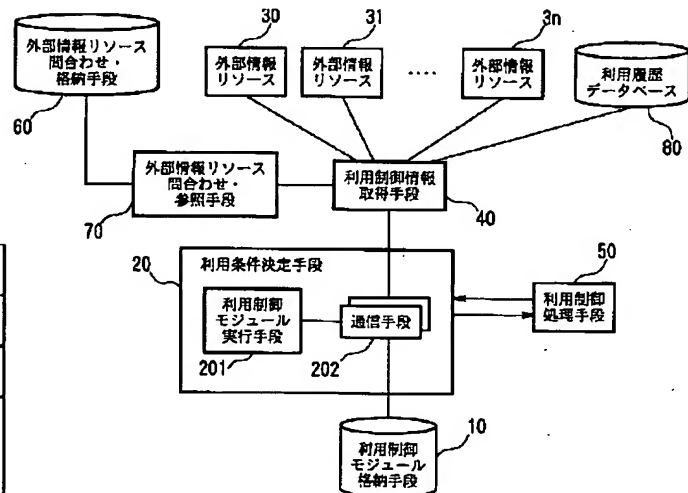 30
31
3n
外部情報リソース
問合わせ・
格納手段
外部情報
リソース
外部情報
リソース
‥‥
外部情報
リソース
利用履歴
データベース
60
80
外部情報リソース
問合わせ・
参照手段
利用制御情報
取得手段
70
40
20
利用条件決定手段
50
利用制御
モジュール
実行手段
通信手段
利用制御
処理手段
201
202
10
利用制御
モジュール
格納手段